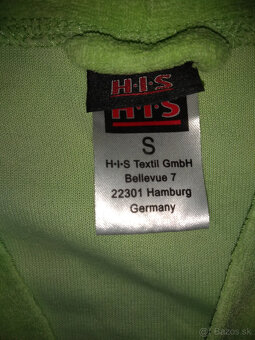 H·I·S
H·I·S
S
H·I·S Textil GmbH
Bellevue 7
22301 Hamburg
Germany
Bazos.sk